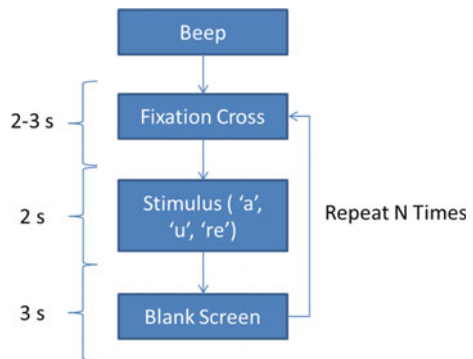 Beep
2-3 s
Fixation Cross
2 s
Stimulus ( ‘a’,
‘u’, ‘re’)
Repeat N Times
3 s
Blank Screen